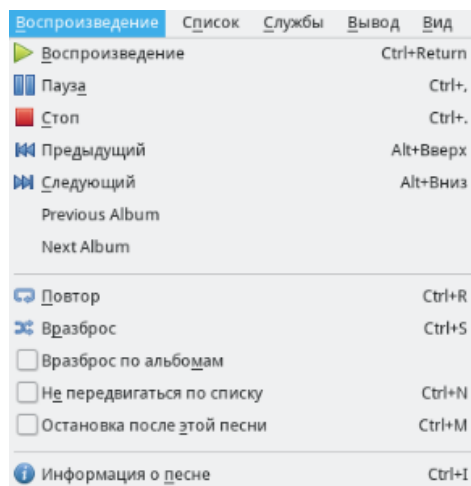 Воспроизведение Список Службы Вывод Вид
Воспроизведение Ctrl+Return
Пауза Ctrl+,
Стоп Ctrl+.
Предыдущий Alt+Вверх
Следующий Alt+Вниз
Previous Album
Next Album
Повтор Ctrl+R
Вразброс Ctrl+S
Вразброс по альбомам
Не передвигаться по списку Ctrl+N
Остановка после этой песни Ctrl+M
Информация о песне Ctrl+I